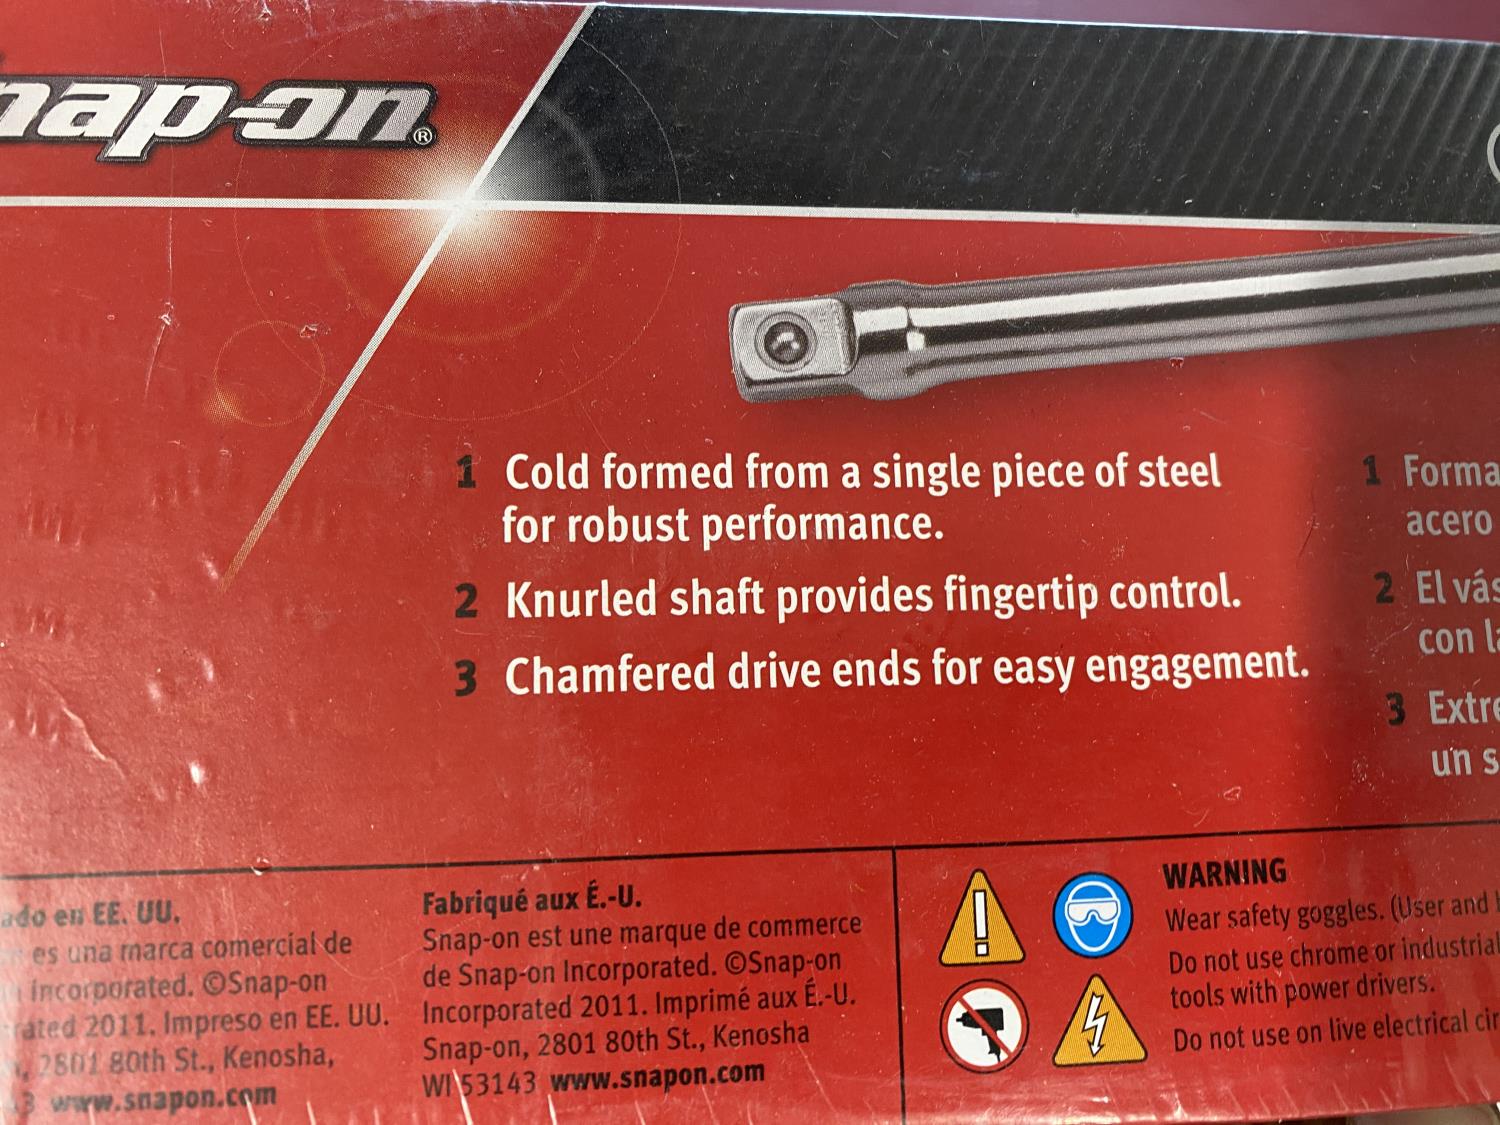 nap-on®
1 Cold formed from a single piece of steel
for robust performance.
2 Knurled shaft provides fingertip control.
3 Chamfered drive ends for easy engagement.
1 Forma
acero
2 El vás
con la
3 Extre
un s
ado en EE. UU.
es una marca comercial de
incorporated. ©Snap-on
rated 2011. Impreso en EE. UU.
, 2801 80th St., Kenosha,
3 www.snapon.com
Fabriqué aux É.-U.
Snap-on est une marque de commerce
de Snap-on Incorporated. ©Snap-on
Incorporated 2011. Imprimé aux É.-U.
Snap-on, 2801 80th St., Kenosha
WI 53143 www.snapon.com
WARNING
Wear safety goggles. (User and
Do not use chrome or industrial
tools with power drivers.
Do not use on live electrical cir